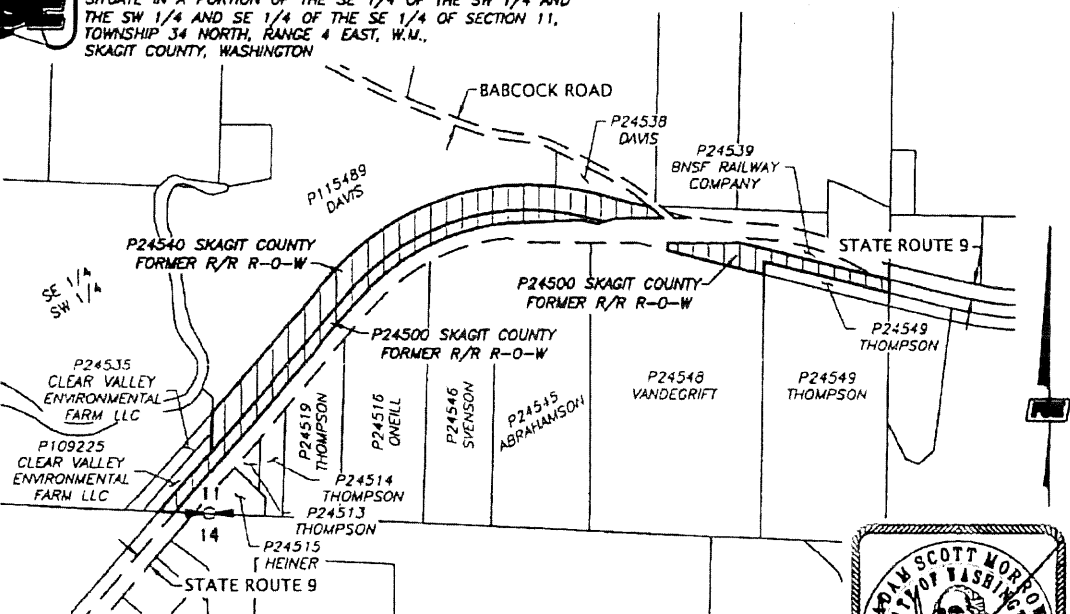 SITUATE IN A PORTION OF THE SE 1/4 OF THE SW 1/4 AND
THE SW 1/4 AND SE 1/4 OF THE SE 1/4 OF SECTION 11,
TOWNSHIP 34 NORTH, RANGE 4 EAST, W.M.,
SKAGIT COUNTY, WASHINGTON
BABCOCK ROAD
P24538
DAVIS
P24539
BNSF RAILWAY
COMPANY
P115489
DAVIS
P24540 SKAGIT COUNTY
FORMER R/R R-O-W
STATE ROUTE 9
SE 1/4
SW 1/4
P24500 SKAGIT COUNTY
FORMER R/R R-O-W
P24500 SKAGIT COUNTY
FORMER R/R R-O-W
P24549
THOMPSON
P24535
CLEAR VALLEY
ENVIRONMENTAL
FARM LLC
P24519
THOMPSON
P24516
ONEILL
P24546
SVENSON
P24545
ABRAHAMSON
P24548
VANDEGRIFT
P24549
THOMPSON
P109225
CLEAR VALLEY
ENVIRONMENTAL
FARM LLC
P24514
THOMPSON
P24513
THOMPSON
11
14
P24515
HEINER
STATE ROUTE 9
ADAM SCOTT MORROW
OF WASHING